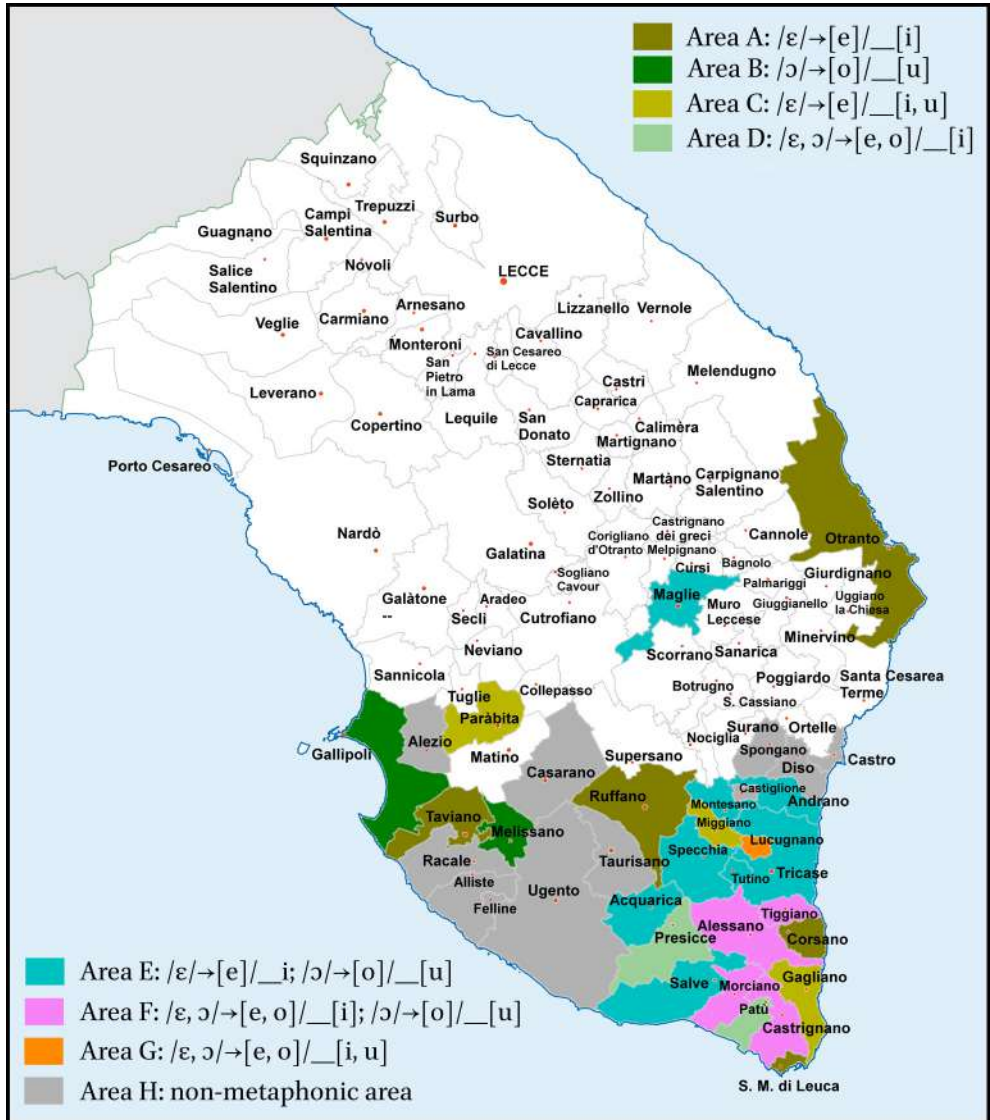 Area A: /ɛ/→[e]/__[i]
Area B: /ɔ/→[o]/__[u]
Area C: /ɛ/→[e]/__[i, u]
Area D: /ɛ, ɔ/→[e, o]/__[i]
Squinzano
Trepuzzi
Campi
Salentina
Surbo
Guagnano
Novoli
Salice
Salentino
LECCE
Lizzanello
Vernole
Arnesano
Carmiano
Veglie
Monteroni
Cavallino
San Cesareo
di Lecce
San
Pietro
in Lama
Melendugno
Castri
Leverano
Caprarica
Lequile
San
Donato
Copertino
Calimèra
Martignano
Sternatia
Porto Cesareo
Martàno
Carpignano
Salentino
Zollino
Solèto
Castrignano
dei greci
Nardò
Corigliano
d'Otranto
Cannole
Otranto
Galatina
Melpignano
Bagnolo
Cursi
Sogliano
Cavour
Giurdignano
Palmariggi
Maglie
Galàtone
--
Aradeo
Secli
Cutrofiano
Muro
Leccese
Giuggianello
Uggiano
la Chiesa
Minervino
Neviano
Scorrano
Sanarica
Sannicola
Poggiardo
Santa Cesarea
Terme
Tuglie
Collepasso
Botrugno
S. Cassiano
Paràbita
Surano
Ortelle
Alezio
Nociglia
Gallipoli
Matino
Supersano
Spongano
Castro
Diso
Casarano
Castiglione
Ruffano
Montesano
Andrano
Taviano
Miggiano
Melissano
Lucugnano
Specchia
Racale
Taurisano
Alliste
Ugento
Tutino
Tricase
Felline
Acquarica
Tiggiano
Alessano
Presicce
Corsano
Area E: /ɛ/→[e]/__i; /ɔ/→[o]/__[u]
Salve
Gagliano
Morciano
Area F: /ɛ, ɔ/→[e, o]/__[i]; /ɔ/→[o]/__[u]
Patù
Castrignano
Area G: /ɛ, ɔ/→[e, o]/__[i, u]
Area H: non-metaphonic area
S. M. di Leuca